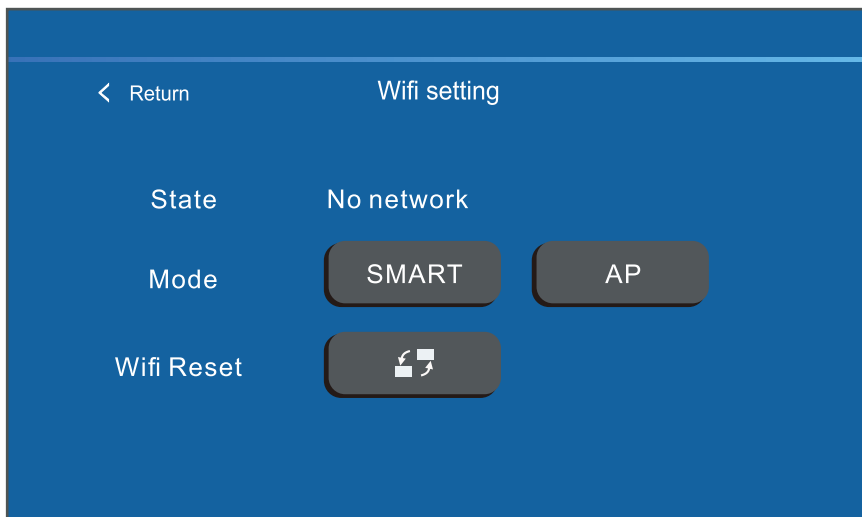 Return
Wifi setting
State
No network
Mode
SMART
AP
Wifi Reset